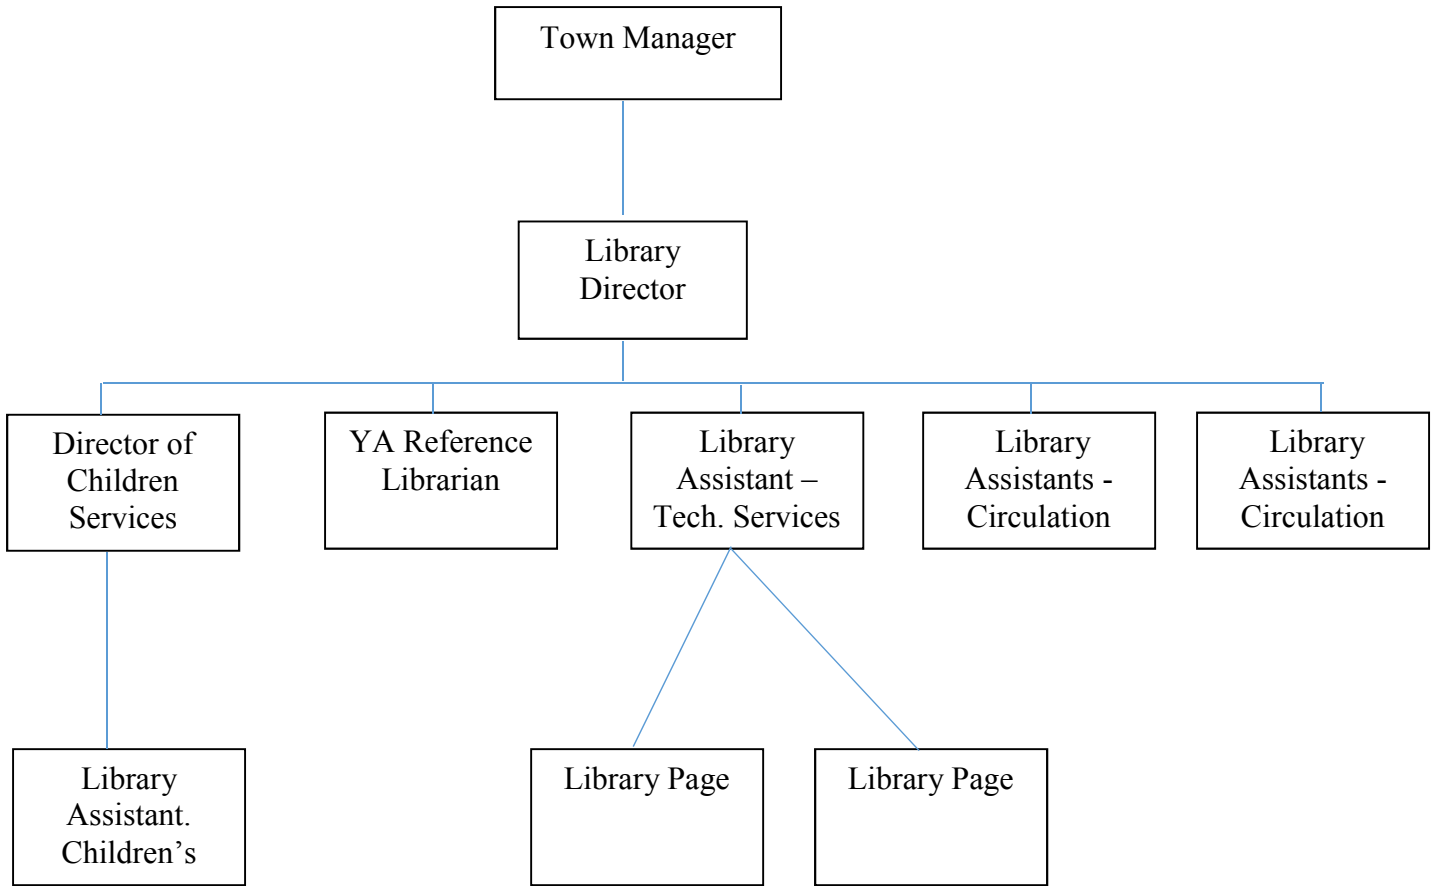 Town Manager
Library
Director
Director of
Children
Services
YA Reference
Librarian
Library
Assistant –
Tech. Services
Library
Assistants -
Circulation
Library
Assistants -
Circulation
Library
Assistant.
Children’s
Library Page
Library Page